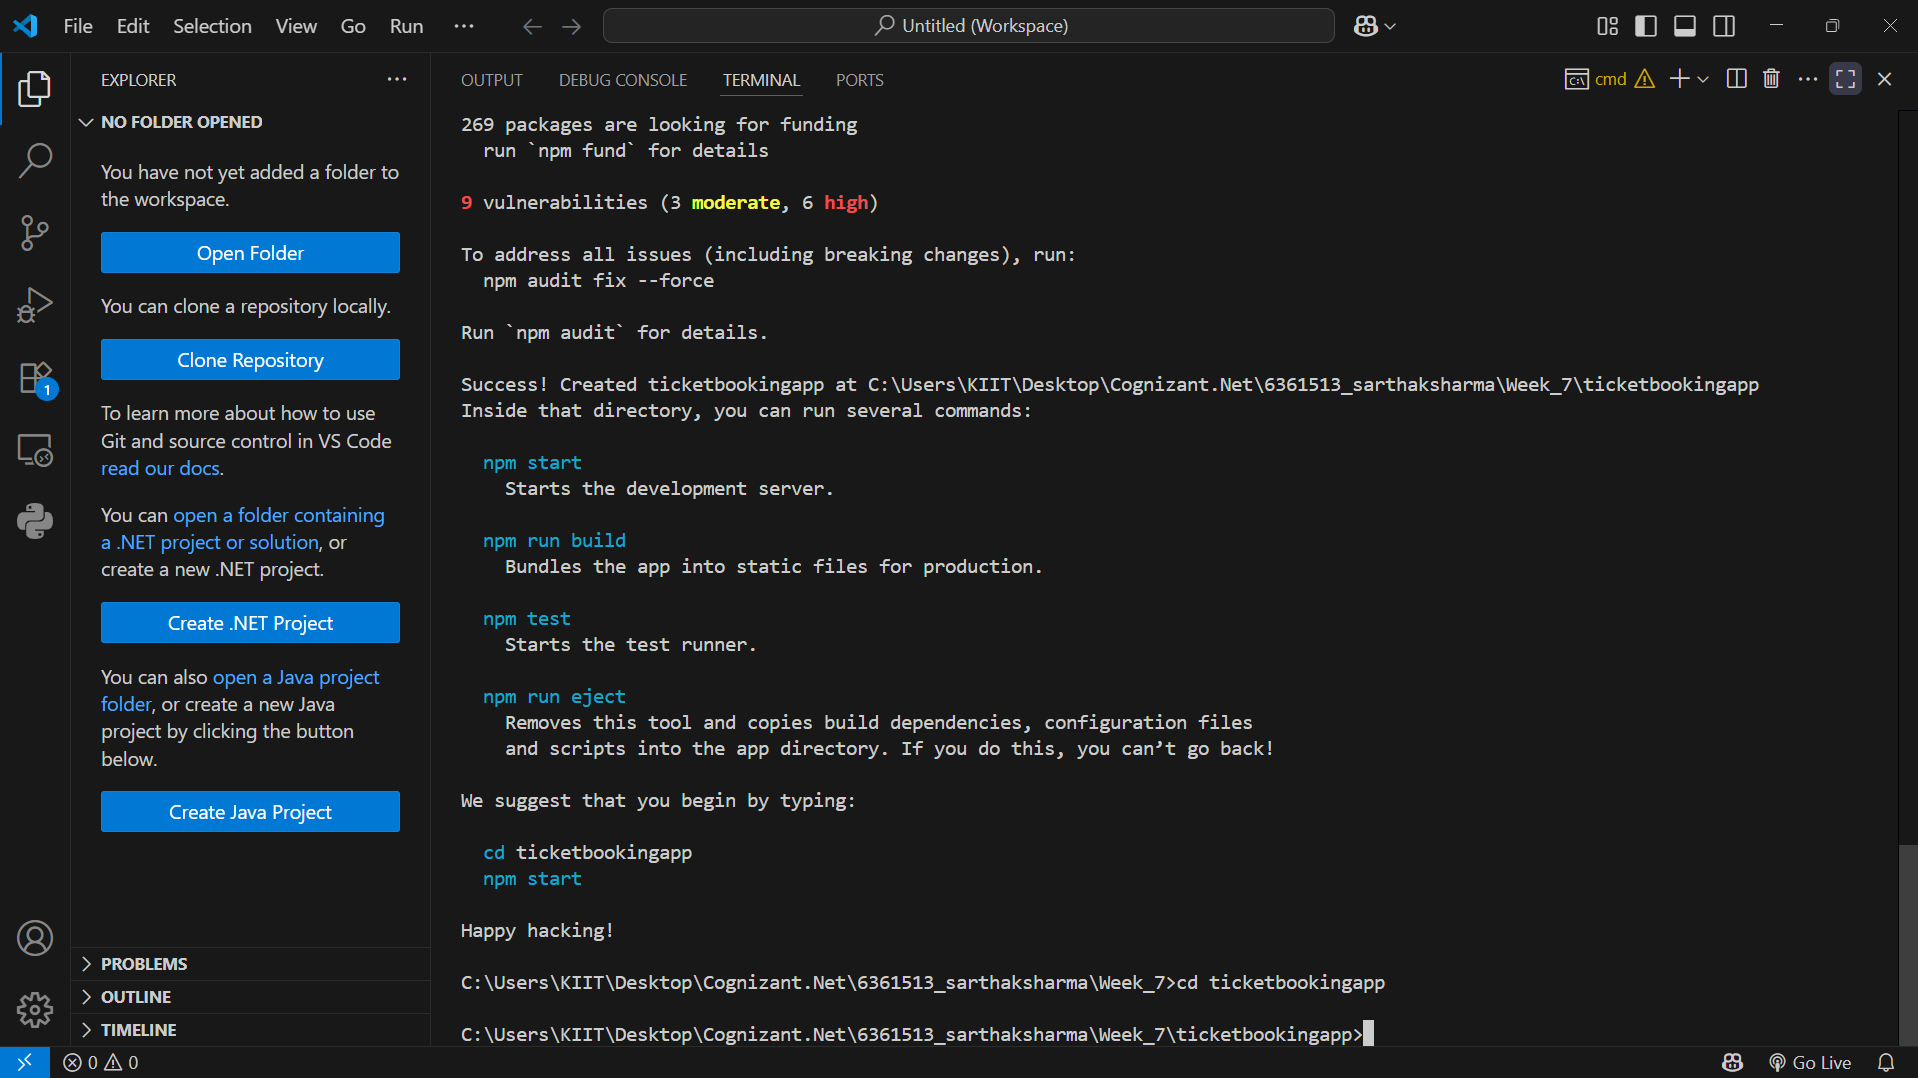 File Edit Selection View Go Run ··· Untitled (Workspace)
EXPLORER
NO FOLDER OPENED
You have not yet added a folder to
the workspace.
Open Folder
You can clone a repository locally.
Clone Repository
To learn more about how to use
Git and source control in VS Code
read our docs.
You can open a folder containing
a .NET project or solution, or
create a new .NET project.
Create .NET Project
You can also open a Java project
folder, or create a new Java
project by clicking the button
below.
Create Java Project
PROBLEMS
OUTLINE
TIMELINE
1
OUTPUT DEBUG CONSOLE TERMINAL PORTS cmd
269 packages are looking for funding
run `npm fund` for details
9 vulnerabilities (3 moderate, 6 high)
To address all issues (including breaking changes), run:
npm audit fix --force
Run `npm audit` for details.
Success! Created ticketbookingapp at C:\Users\KIIT\Desktop\Cognizant.Net\6361513_sarthaksharma\Week_7\ticketbookingapp
Inside that directory, you can run several commands:
npm start
Starts the development server.
npm run build
Bundles the app into static files for production.
npm test
Starts the test runner.
npm run eject
Removes this tool and copies build dependencies, configuration files
and scripts into the app directory. If you do this, you can’t go back!
We suggest that you begin by typing:
cd ticketbookingapp
npm start
Happy hacking!
C:\Users\KIIT\Desktop\Cognizant.Net\6361513_sarthaksharma\Week_7>cd ticketbookingapp
C:\Users\KIIT\Desktop\Cognizant.Net\6361513_sarthaksharma\Week_7\ticketbookingapp>
0 0 Go Live